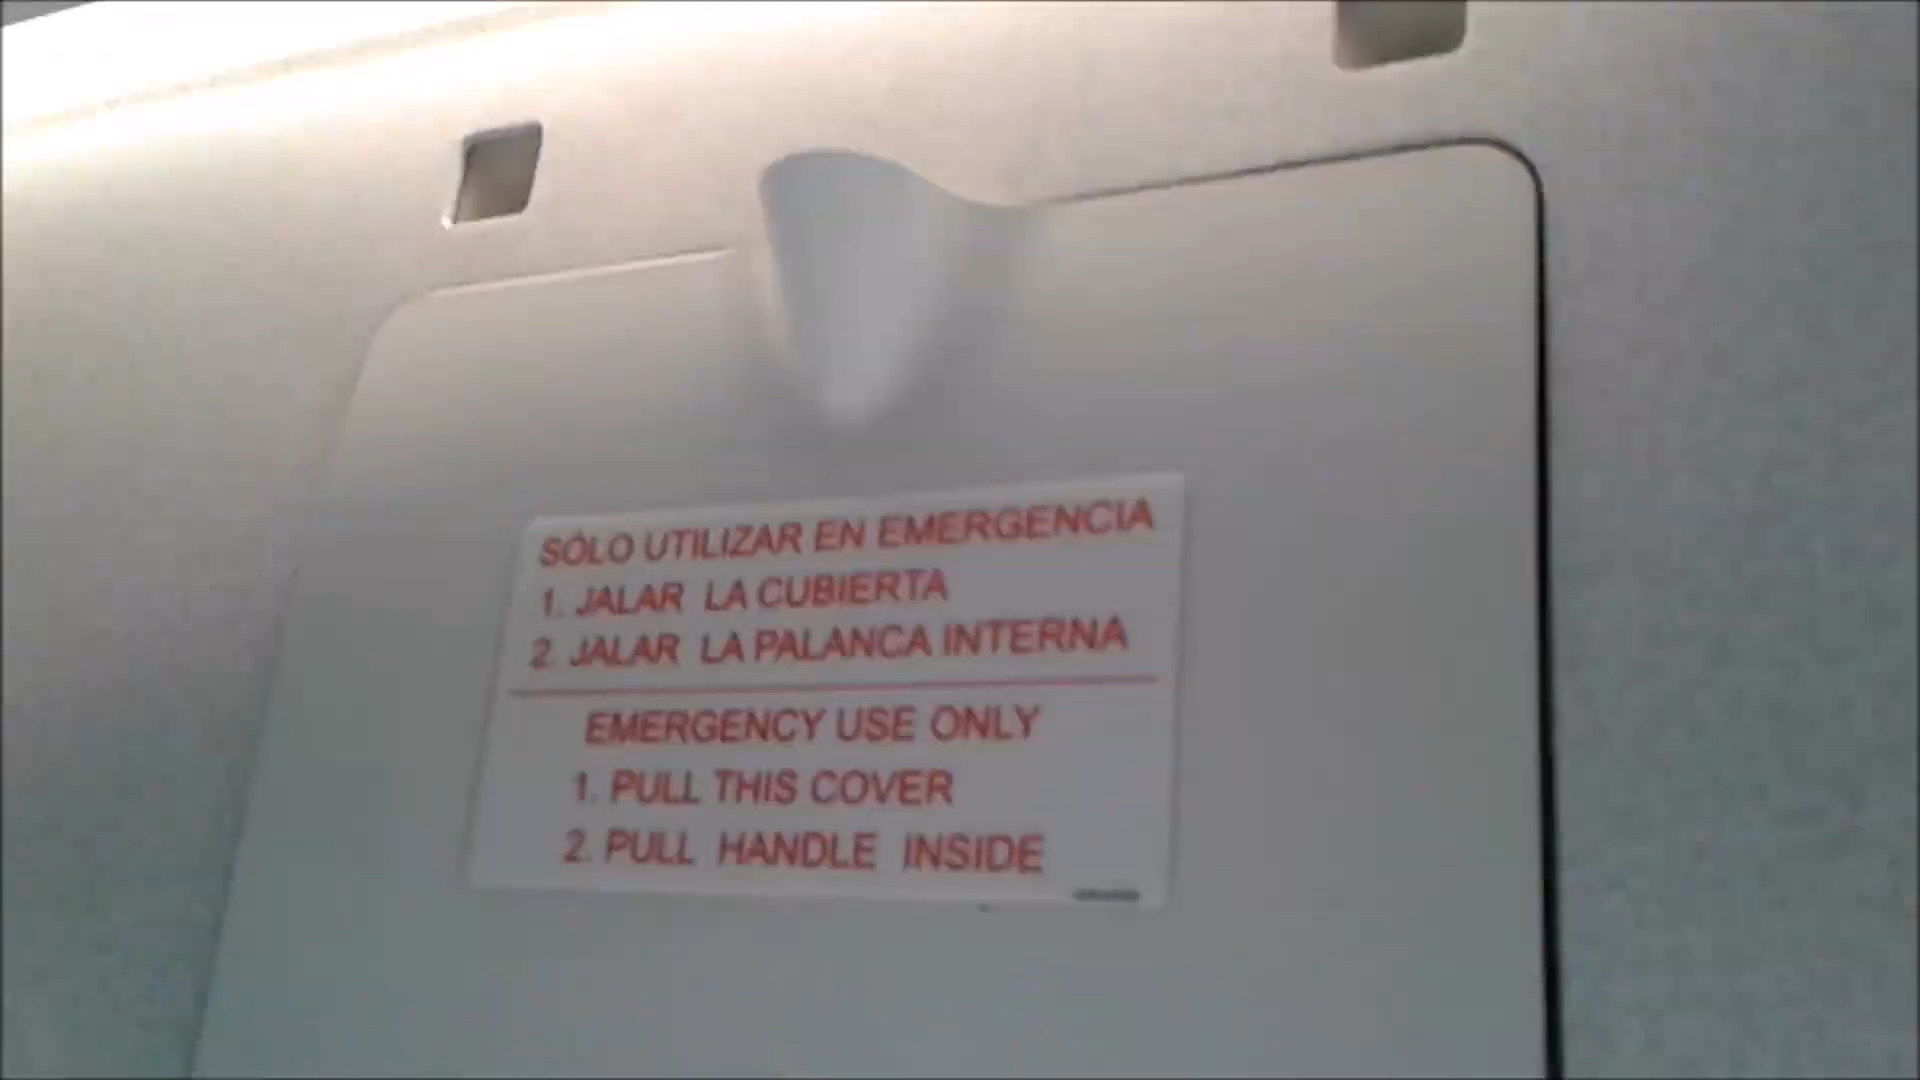 SÓLO UTILIZAR EN EMERGENCIA
1. JALAR LA CUBIERTA
2. JALAR LA PALANCA INTERNA
EMERGENCY USE ONLY
1. PULL THIS COVER
2. PULL HANDLE INSIDE